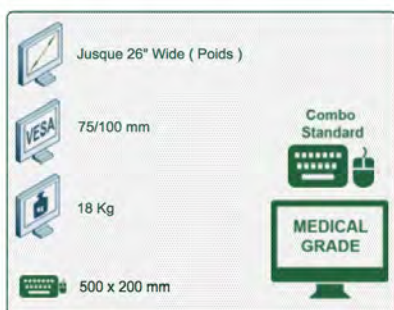 Jusque 26" Wide ( Poids )
VESA
75/100 mm
Combo
Standard
18 Kg
MEDICAL
GRADE
500 x 200 mm